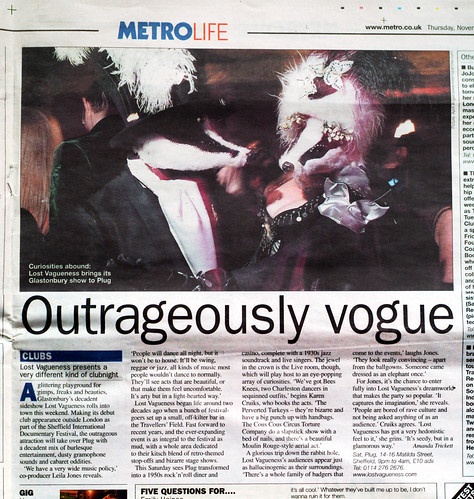 METROLIFE
www.metro.co.uk Thursday, Nove
Curiosities abound:
Lost Vagueness brings its
Glastonbury show to Plug
Outrageously vogue
CLUBS
Lost Vagueness presents a
very different kind of clubnight
A glittering playground for
gimps, freaks and beauties,
Glastonbury's decadent
sideshow Lost Vagueness rolls into
town this weekend. Making its debut
club appearance outside London as
part of the Sheffield International
Documentary Festival, the outrageous
attraction will take over Plug with
a decadent mix of burlesque
entertainment, dusty gramophone
sounds and cabaret oddities.
'We have a very wide music policy,'
co-producer Leila Jones reveals.
'People will dance all night, but it
won't be to house. It'll be swing,
reggae or jazz, all kinds of music most
people wouldn't dance to normally.
They'll see acts that are beautiful, or
that make them feel uncomfortable.
It's arty but in a light-hearted way.'
Lost Vagueness began life around two
decades ago when a bunch of festival-
goers set up a small, off-kilter bar in
the Travellers' Field. Fast forward to
recent years, and the ever-expanding
event is as integral to the festival as
mud, with a whole area dedicated
to their kitsch blend of retro-themed
strip-offs and bizarre stage shows.
This Saturday sees Plug transformed
into a 1950s rock'n'roll diner and
casino, complete with a 1930s jazz
soundtrack and live singers. The jewel
in the crown is the Live room, though,
which will play host to an eye-popping
array of curiosities. 'We've got Bees
Knees, two Charleston dancers in
sequinned outfits,' begins Karen
Cruiks, who books the acts. 'The
Perverted Turkeys – they're bizarre and
have a big punch up with handbags.
The Cous Cous Circus Torture
Company do a slapstick show with a
bed of nails, and there's a beautiful
Moulin Rouge-style aerial act.'
A glorious trip down the rabbit hole,
Lost Vagueness's audiences appear just
as hallucinogenic as their surroundings.
'There's a whole family of badgers that
come to the events,' laughs Jones.
'They look really convincing – apart
from the ballgowns. Someone came
dressed as an elephant once.'
For Jones, it's the chance to enter
fully into Lost Vagueness's dreamworld
that makes the party so popular. 'It
captures the imagination,' she reveals.
'People are bored of rave culture and
not being asked anything of as an
audience.' Cruiks agrees. 'Lost
Vagueness has got a very hedonistic
feel to it,' she grins. 'It's seedy, but in a
glamorous way.' Amanda Trickett
Sat, Plug, 14-16 Matilda Street,
Sheffield, 9pm to 4am, £10 adv.
Tel: 0114 276 2676.
www.lostvagueness.com
GIG
FIVE QUESTIONS FOR....
it's all cool.' Whatever they've built me up to be, I don't
wanna ruin it for them.